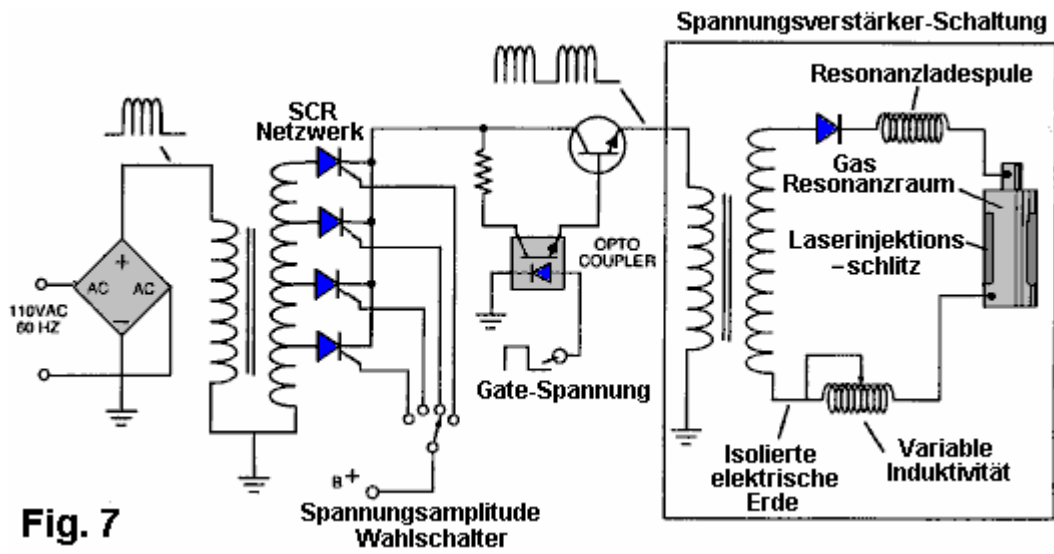 Spannungsverstärker-Schaltung
Resonanzladespule
SCR
Netzwerk
Gas
Resonanzraum
+
AC AC
−
110VAC
60 HZ
OPTO
COUPLER
Laserinjektions
–schlitz
Gate-Spannung
Isolierte
elektrische
Erde
Variable
Induktivität
B+
Spannungsamplitude
Wahlschalter
Fig. 7